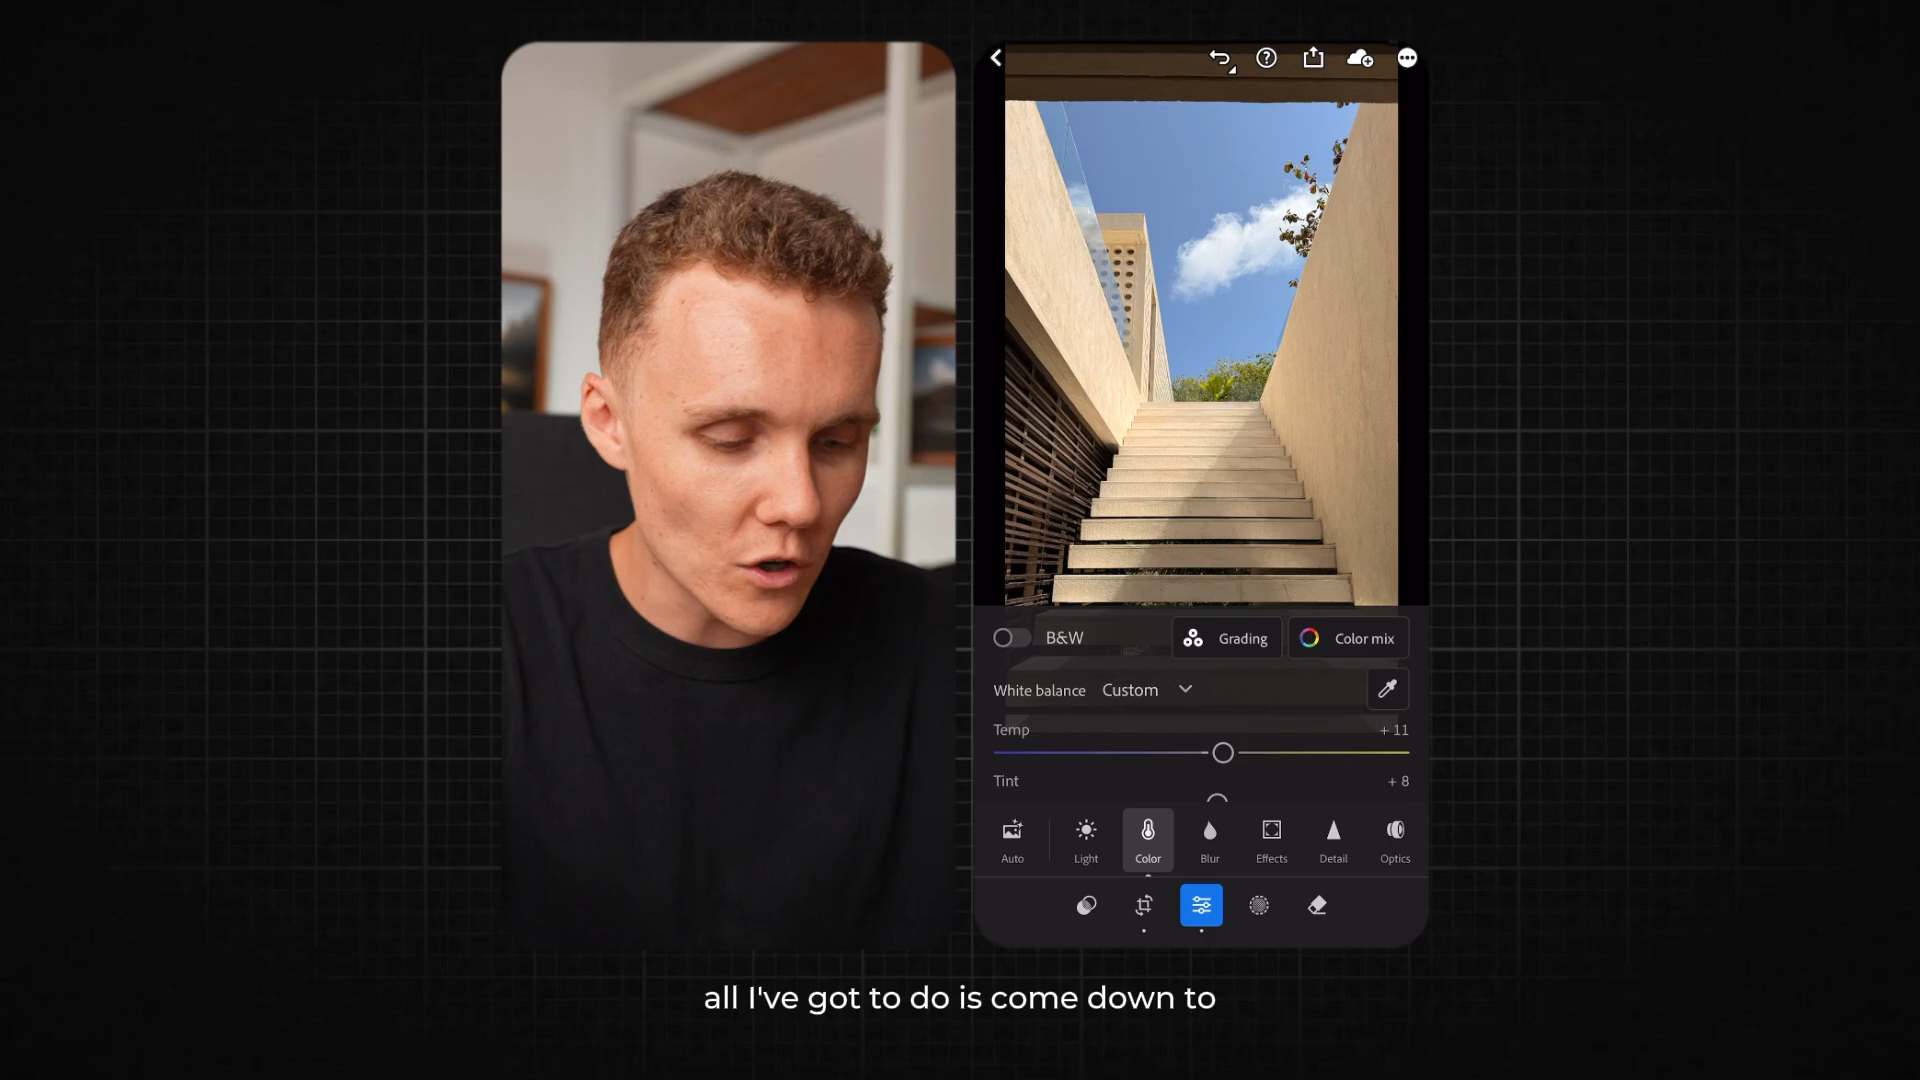 B&W
Grading
Color mix
White balance
Custom
Temp
+ 11
Tint
+ 8
Auto
Light
Color
Blur
Effects
Detail
Optics
all I've got to do is come down to